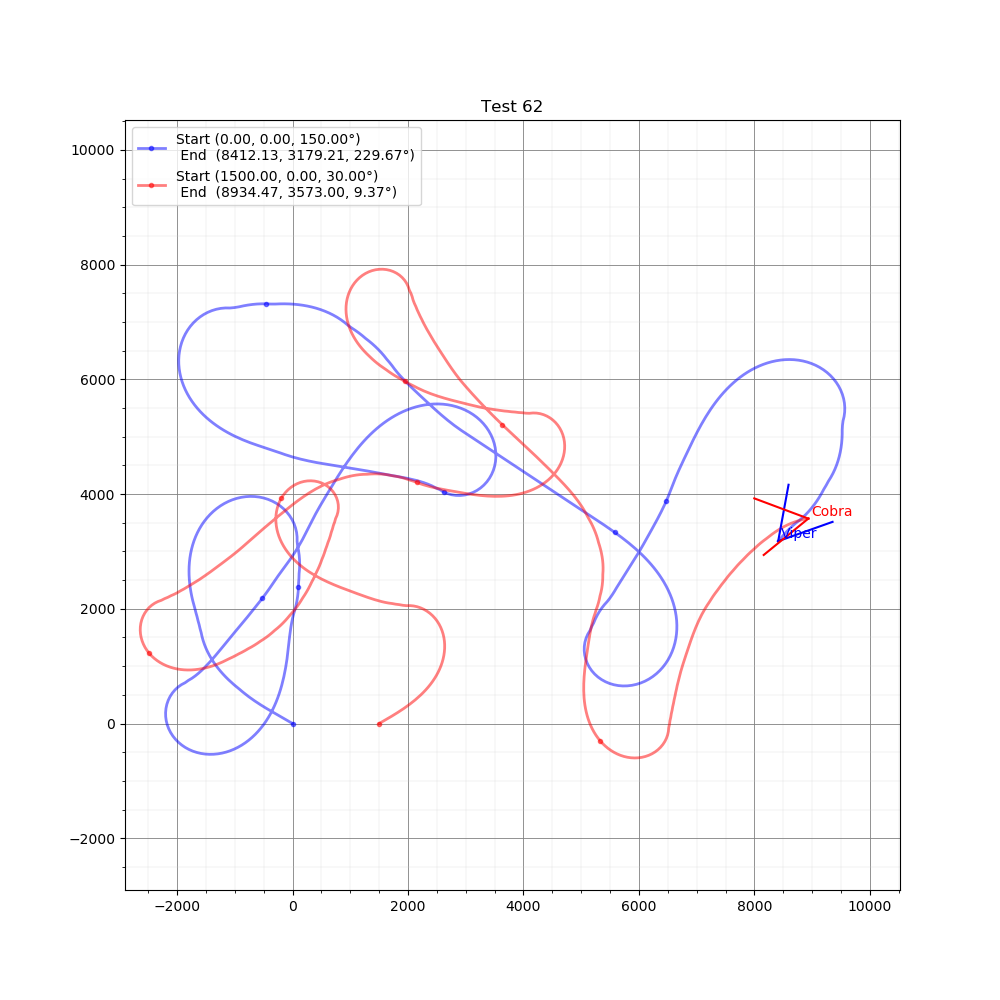 Test 62
Start (0.00, 0.00, 150.00°)
End  (8412.13, 3179.21, 229.67°)
Start (1500.00, 0.00, 30.00°)
End  (8934.47, 3573.00, 9.37°)
10000
8000
6000
4000
2000
0
−2000
Cobra
Viper
−2000
0
2000
4000
6000
8000
10000